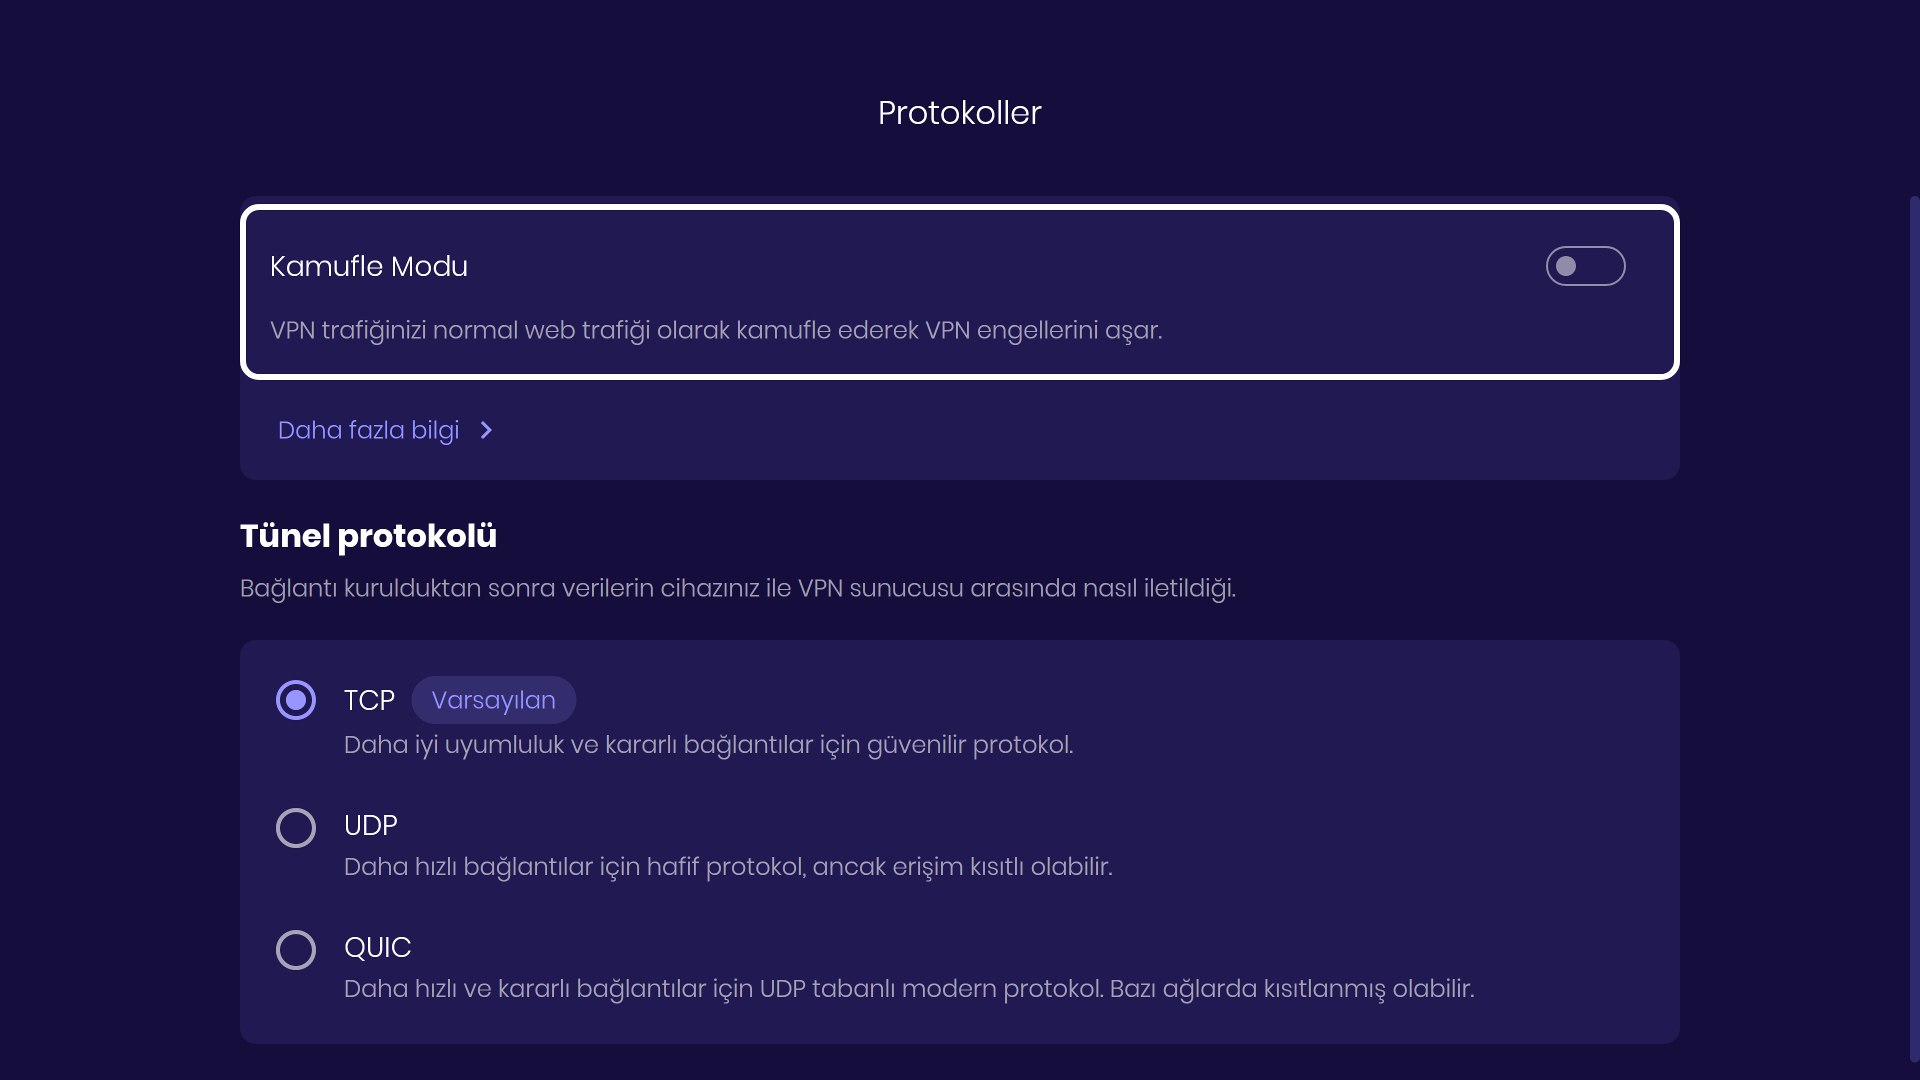 Protokoller
Kamufle Modu
VPN trafiğinizi normal web trafiği olarak kamufle ederek VPN engellerini aşar.
Daha fazla bilgi
Tünel protokolü
Bağlantı kurulduktan sonra verilerin cihazınız ile VPN sunucusu arasında nasıl iletildiği.
TCP Varsayılan
Daha iyi uyumluluk ve kararlı bağlantılar için güvenilir protokol.
UDP
Daha hızlı bağlantılar için hafif protokol, ancak erişim kısıtlı olabilir.
QUIC
Daha hızlı ve kararlı bağlantılar için UDP tabanlı modern protokol. Bazı ağlarda kısıtlanmış olabilir.